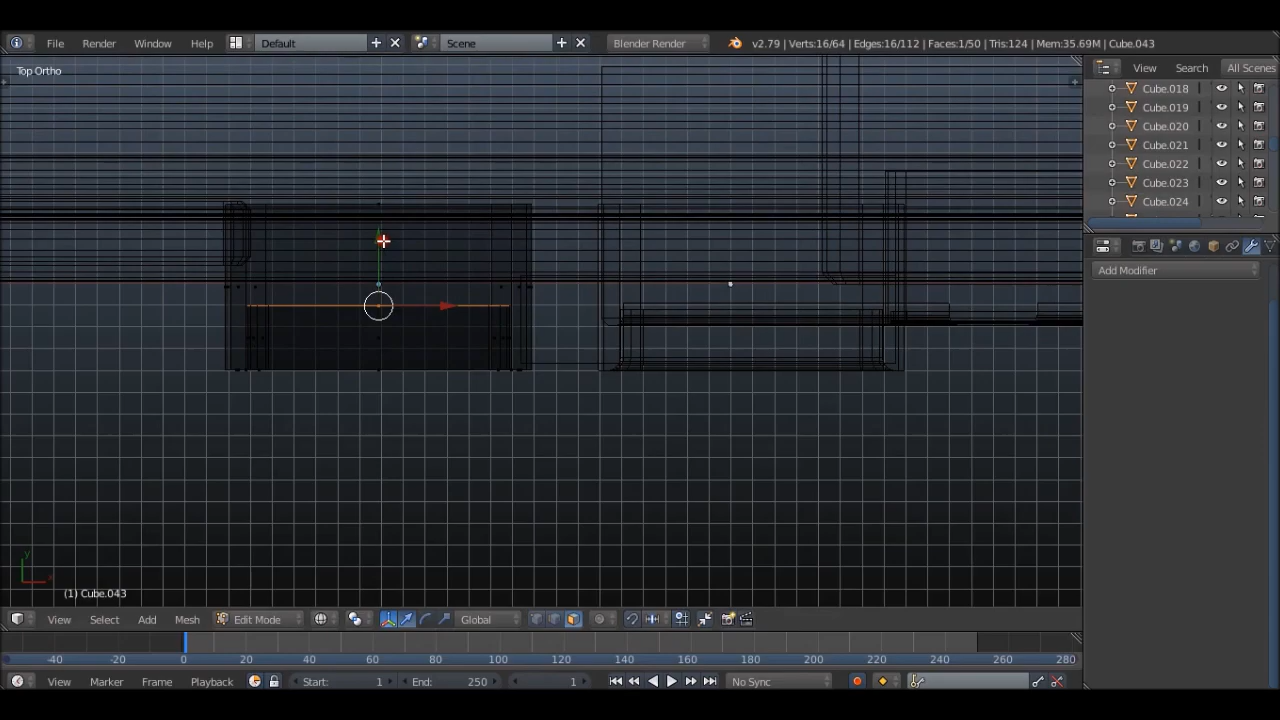 File Render Window Help Default Scene Blender Render v2.79 | Verts:16/64 | Edges:16/112 | Faces:1/50 | Tris:124 | Mem:35.69M | Cube.043
Top Ortho
View Search All Scenes
Cube.018
Cube.019
Cube.020
Cube.021
Cube.022
Cube.023
Cube.024
Add Modifier
y
x
(1) Cube.043
View Select Add Mesh Edit Mode Global
-40 -20 0 20 40 60 80 100 120 140 160 180 200 220 240 260 280
View Marker Frame Playback Start: 1 End: 250 1 No Sync